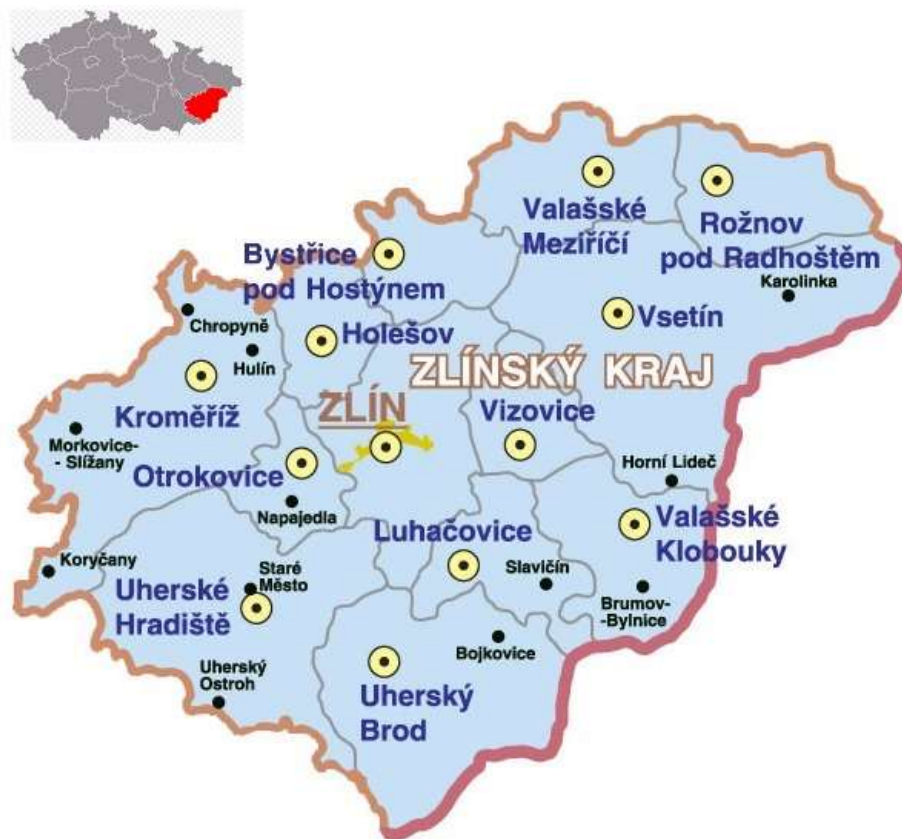 Valašské
Meziříčí
Rožnov
pod Radhoštěm
Karolinka
Bystřice
pod Hostýnem
Chropyně
Holešov
Vsetín
Hulín
ZLÍNSKÝ KRAJ
Kroměříž
ZLÍN
Vizovice
Morkovice-
- Slížany
Otrokovice
Horní Lideč
Napajedla
Luhačovice
Valašské
Klobouky
Koryčany
Staré
Město
Slavičín
Uherské
Hradiště
Brumov-
-Bylnice
Bojkovice
Uherský
Ostroh
Uherský
Brod